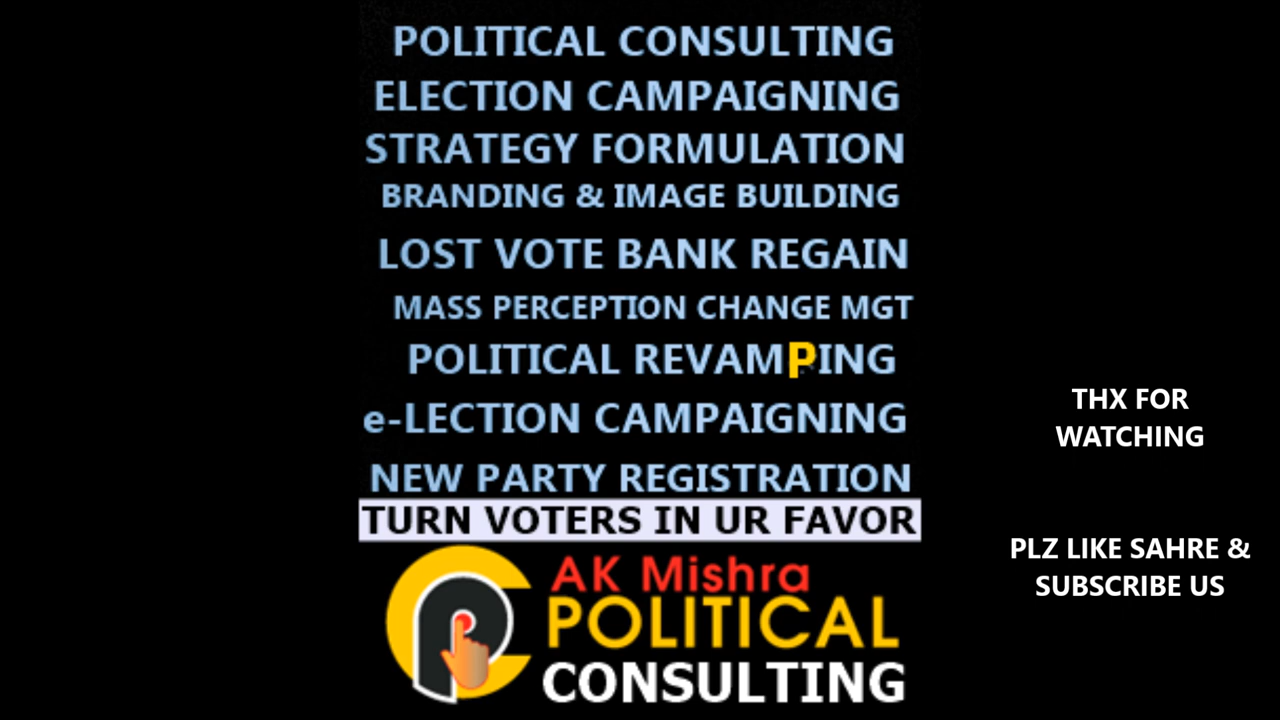 POLITICAL CONSULTING
ELECTION CAMPAIGNING
STRATEGY FORMULATION
BRANDING & IMAGE BUILDING
LOST VOTE BANK REGAIN
MASS PERCEPTION CHANGE MGT
POLITICAL REVAMPING
e-LECTION CAMPAIGNING
NEW PARTY REGISTRATION
TURN VOTERS IN UR FAVOR
AK Mishra
POLITICAL
CONSULTING
THX FOR
WATCHING
PLZ LIKE SAHRE &
SUBSCRIBE US